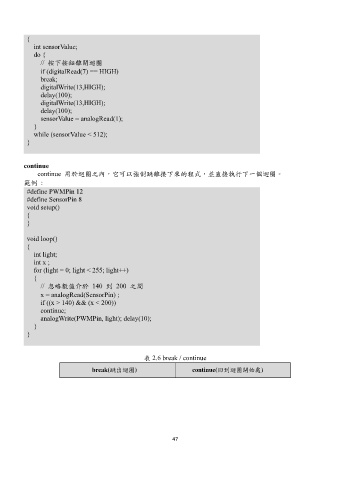 {
int sensorValue;
do {
// 按下按鈕離開迴圈
if (digitalRead(7) == HIGH)
break;
digitalWrite(13,HIGH);
delay(100);
digitalWrite(13,HIGH);
delay(100);
sensorValue = analogRead(1);
}
while (sensorValue < 512);
}
continue
continue 用於迴圈之內，它可以強制跳離接下來的程式，並直接執行下一個迴圈。
範例：
#define PWMPin 12
#define SensorPin 8
void setup()
{
}
void loop()
{
int light;
int x ;
for (light = 0; light < 255; light++)
{
// 忽略數值介於 140 到 200 之間
x = analogRead(SensorPin) ;
if ((x > 140) && (x < 200))
continue;
analogWrite(PWMPin, light); delay(10);
}
}
表 2.6 break / continue
break(跳出迴圈) continue(回到迴圈開始處)
47